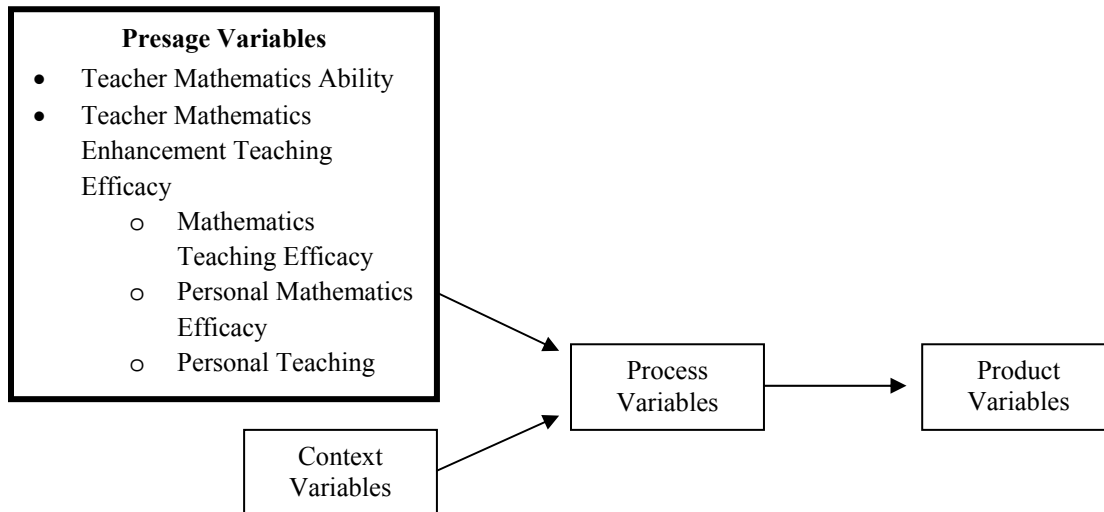 Presage Variables
• Teacher Mathematics Ability
• Teacher Mathematics
Enhancement Teaching
Efficacy
o Mathematics
Teaching Efficacy
o Personal Mathematics
Efficacy
o Personal Teaching
Process
Variables
Product
Variables
Context
Variables